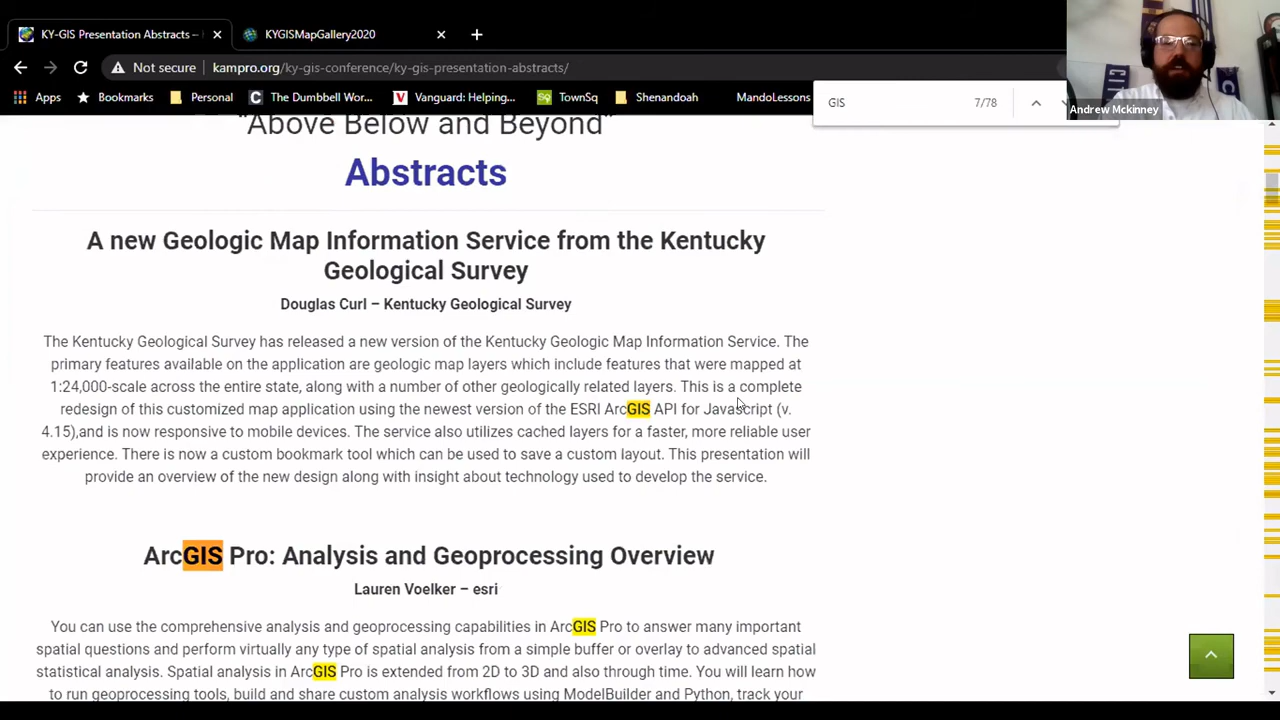 KY-GIS Presentation Abstracts –
KYGISMapGallery2020
Not secure
kampro.org/ky-gis-conference/ky-gis-presentation-abstracts/
Apps
Bookmarks
Personal
The Dumbbell Wor...
Vanguard: Helping...
TownSq
Shenandoah
MandoLessons
GIS
7/78
Andrew Mckinney
"Above Below and Beyond"
Abstracts
A new Geologic Map Information Service from the Kentucky
Geological Survey
Douglas Curl – Kentucky Geological Survey
The Kentucky Geological Survey has released a new version of the Kentucky Geologic Map Information Service. The
primary features available on the application are geologic map layers which include features that were mapped at
1:24,000-scale across the entire state, along with a number of other geologically related layers. This is a complete
redesign of this customized map application using the newest version of the ESRI ArcGIS API for Javascript (v.
4.15),and is now responsive to mobile devices. The service also utilizes cached layers for a faster, more reliable user
experience. There is now a custom bookmark tool which can be used to save a custom layout. This presentation will
provide an overview of the new design along with insight about technology used to develop the service.
ArcGIS Pro: Analysis and Geoprocessing Overview
Lauren Voelker – esri
You can use the comprehensive analysis and geoprocessing capabilities in ArcGIS Pro to answer many important
spatial questions and perform virtually any type of spatial analysis from a simple buffer or overlay to advanced spatial
statistical analysis. Spatial analysis in ArcGIS Pro is extended from 2D to 3D and also through time. You will learn how
to run geoprocessing tools, build and share custom analysis workflows using ModelBuilder and Python, track your